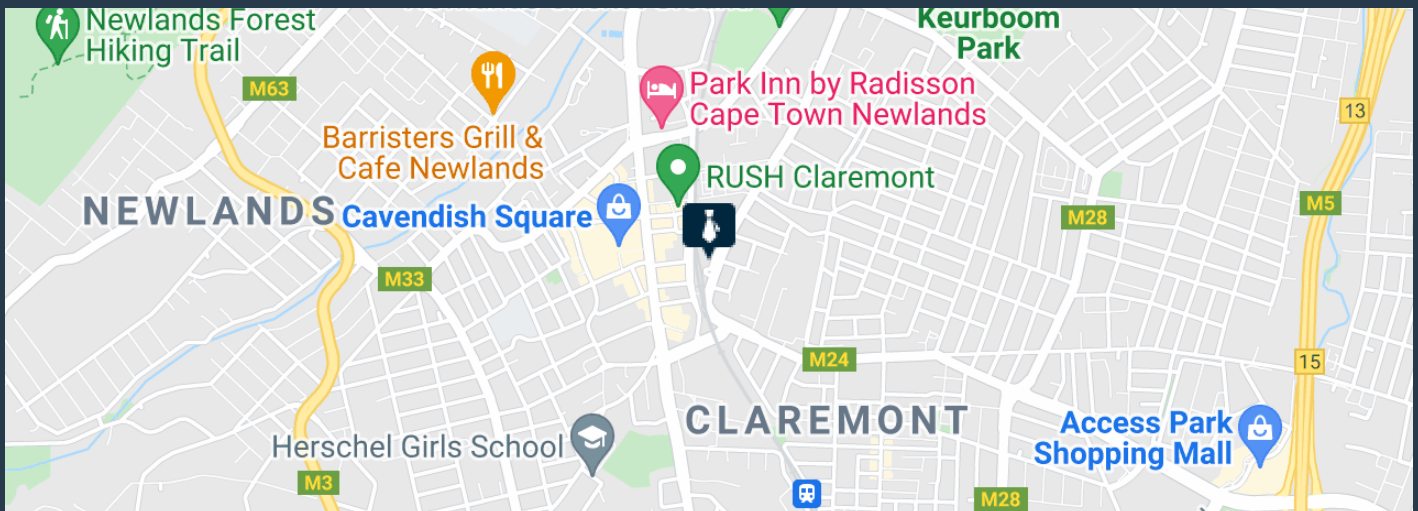 Newlands Forest
Hiking Trail
Keurboom
Park
M63
Park Inn by Radisson
Cape Town Newlands
13
Barristers Grill &
Cafe Newlands
RUSH Claremont
NEWLANDS
Cavendish Square
M28
M5
M33
M24
15
CLAREMONT
Access Park
Shopping Mall
Herschel Girls School
M3
M28